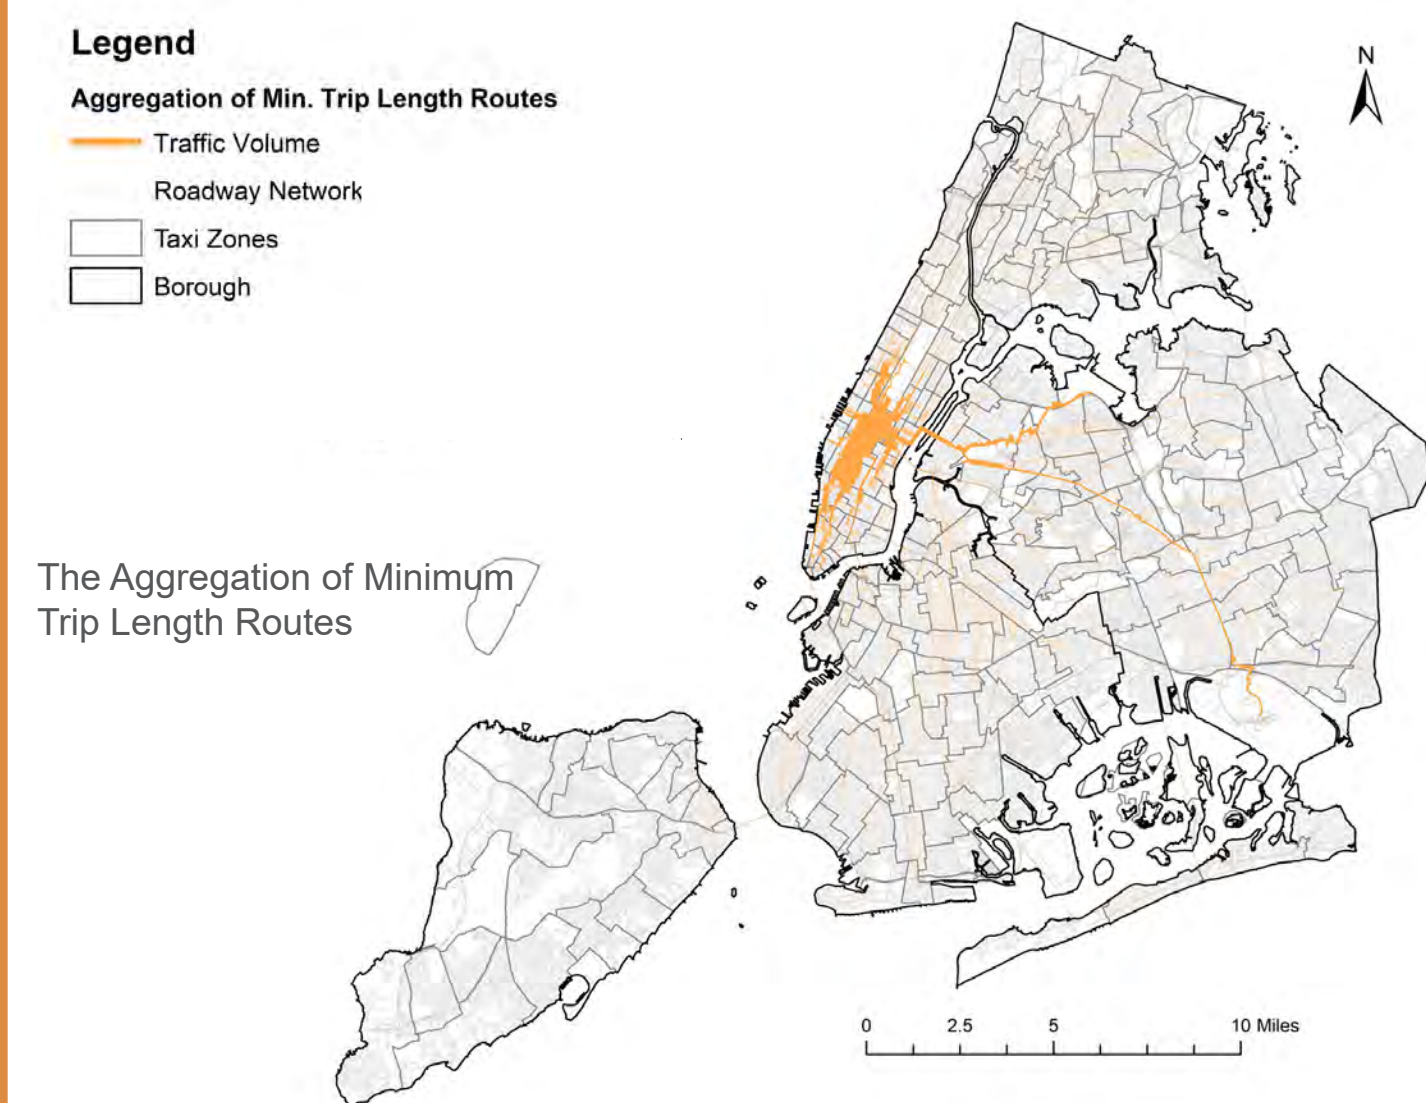 Legend
Aggregation of Min. Trip Length Routes
Traffic Volume
Roadway Network
Taxi Zones
Borough
N
The Aggregation of Minimum
Trip Length Routes
0 2.5 5 10 Miles